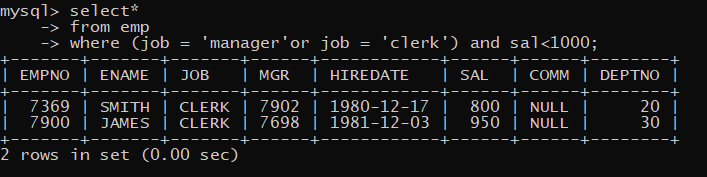 mysql> select*
    -> from emp
    -> where (job = 'manager'or job = 'clerk') and sal<1000;
+-------+-------+-------+------+------------+------+------+--------+
| EMPNO | ENAME | JOB   | MGR  | HIREDATE   | SAL  | COMM | DEPTNO |
+-------+-------+-------+------+------------+------+------+--------+
|  7369 | SMITH | CLERK | 7902 | 1980-12-17 |  800 | NULL |     20 |
|  7900 | JAMES | CLERK | 7698 | 1981-12-03 |  950 | NULL |     30 |
+-------+-------+-------+------+------------+------+------+--------+
2 rows in set (0.00 sec)